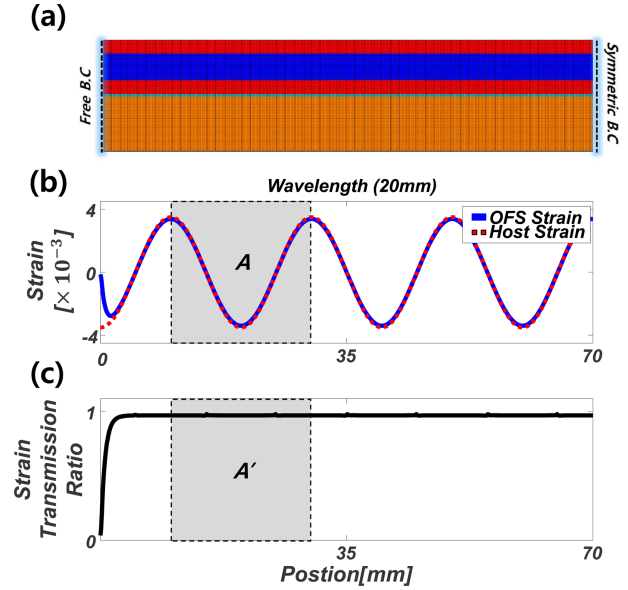 (a)
Free B.C
Symmetric B.C
(b)
Wavelength (20mm)
Strain
[× 10⁻³]
4
0
-4
A
OFS Strain
Host Strain
0
35
70
(c)
Strain
Transmission
Ratio
1
0
A′
0
35
70
Postion[mm]